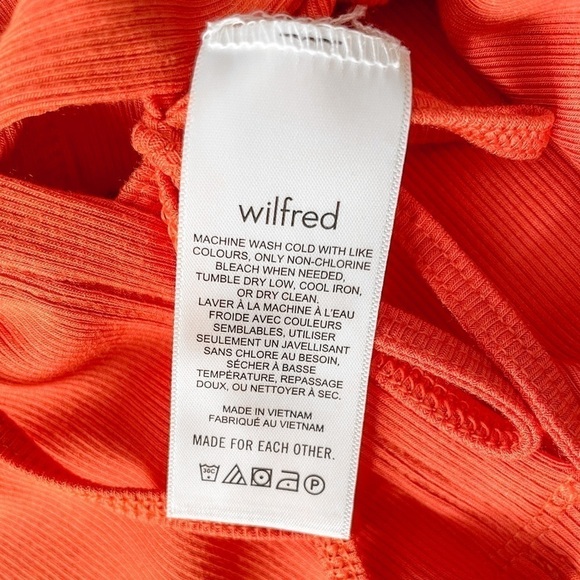 wilfred
MACHINE WASH COLD WITH LIKE
COLOURS, ONLY NON-CHLORINE
BLEACH WHEN NEEDED,
TUMBLE DRY LOW, COOL IRON,
OR DRY CLEAN.
LAVER À LA MACHINE À L'EAU
FROIDE AVEC COULEURS
SEMBLABLES, UTILISER
SEULEMENT UN JAVELLISANT
SANS CHLORE AU BESOIN,
SÉCHER À BASSE
TEMPÉRATURE, REPASSAGE
DOUX, OU NETTOYER À SEC.
MADE IN VIETNAM
FABRIQUÉ AU VIETNAM
MADE FOR EACH OTHER.
30C P